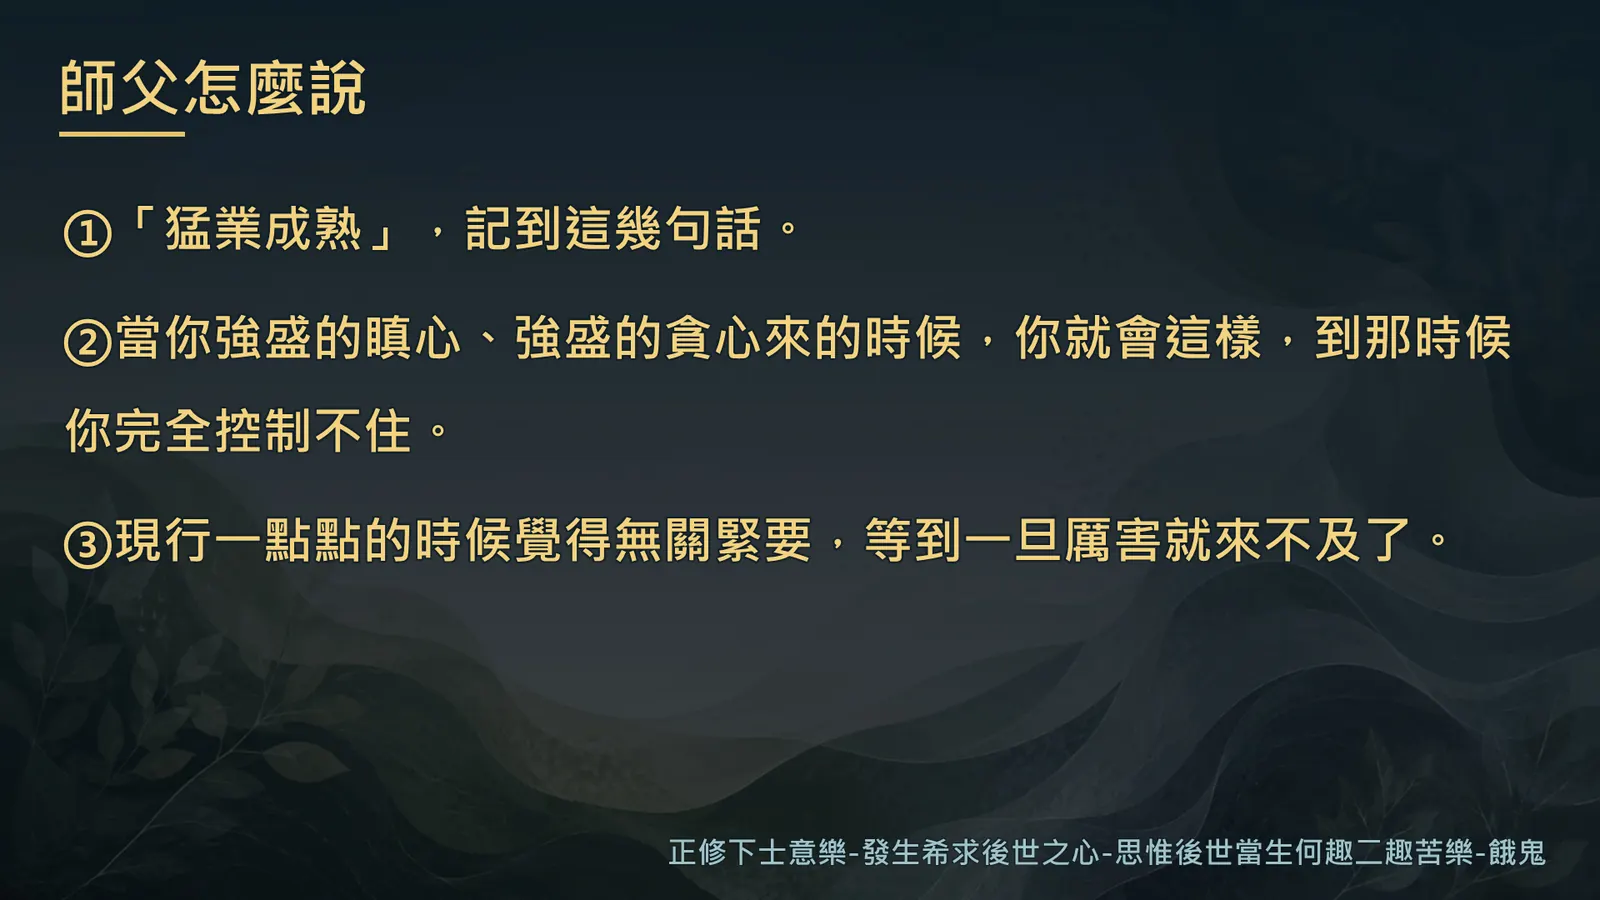 師父怎麼說
①「猛業成熟」，記到這幾句話。
②當你強盛的瞋心、強盛的貪心來的時候，你就會這樣，到那時候
你完全控制不住。
③現行一點點的時候覺得無關緊要，等到一旦厲害就來不及了。
正修下士意樂-發生希求後世之心-思惟後世當生何趣二趣苦樂-餓鬼